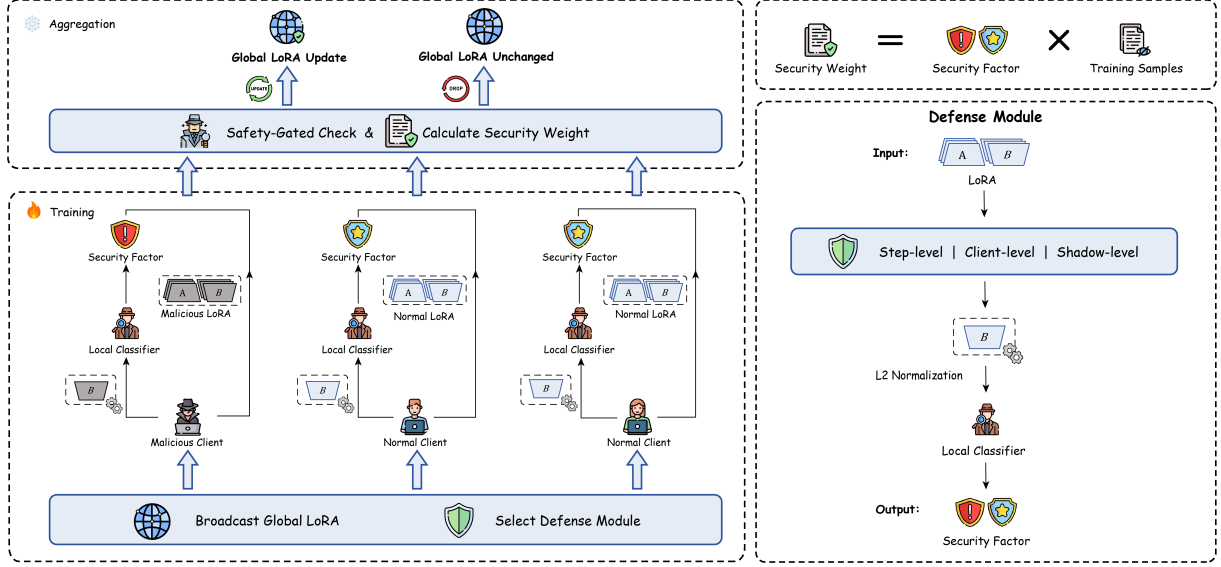 Aggregation
Global LoRA Update
Global LoRA Unchanged
UPDATE
DROP
Safety-Gated Check & Calculate Security Weight
Training
Security Factor
Security Factor
Security Factor
A B
A B
A B
Malicious LoRA
Normal LoRA
Normal LoRA
Local Classifier
Local Classifier
Local Classifier
B
B
B
Malicious Client
Normal Client
Normal Client
Broadcast Global LoRA
Select Defense Module
Security Weight = Security Factor × Training Samples
Defense Module
Input:
A B
LoRA
Step-level | Client-level | Shadow-level
B
L2 Normalization
Local Classifier
Output:
Security Factor